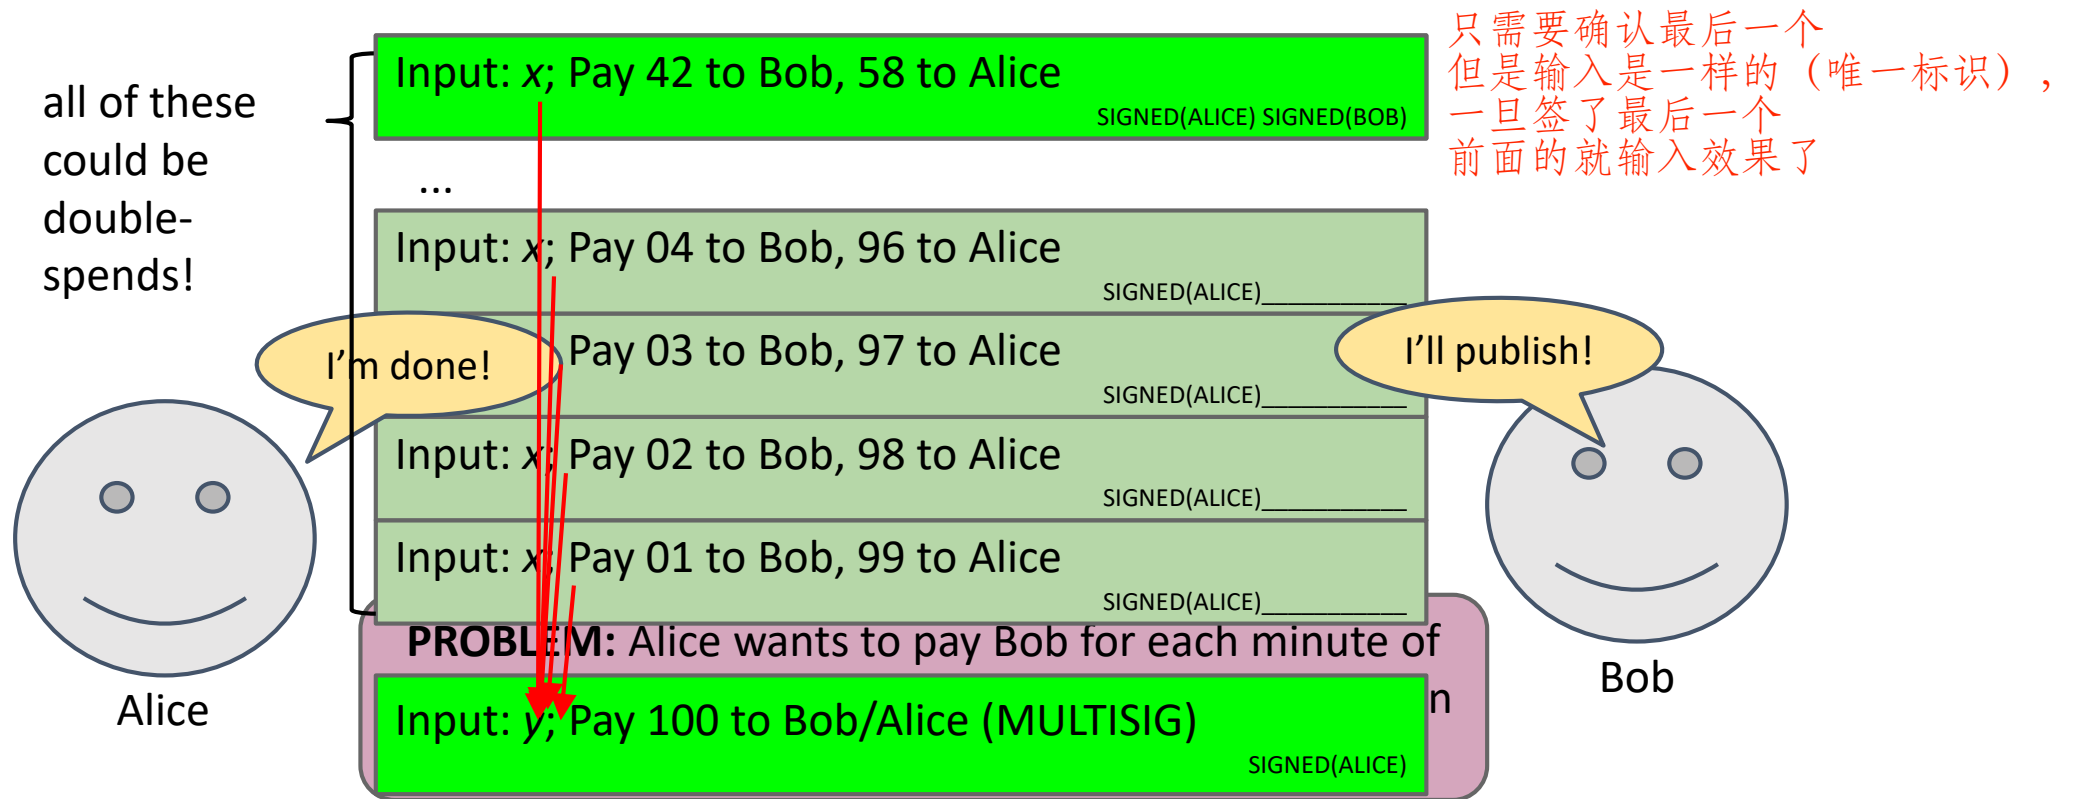 只需要确认最后一个
但是输入是一样的（唯一标识），
一旦签了最后一个
前面的就输入效果了
all of these
could be
double-
spends!
Input: x; Pay 42 to Bob, 58 to Alice
SIGNED(ALICE) SIGNED(BOB)
...
Input: x; Pay 04 to Bob, 96 to Alice
SIGNED(ALICE)____________
Pay 03 to Bob, 97 to Alice
SIGNED(ALICE)____________
Input: x; Pay 02 to Bob, 98 to Alice
SIGNED(ALICE)____________
Input: x; Pay 01 to Bob, 99 to Alice
SIGNED(ALICE)____________
I'm done!
I'll publish!
PROBLEM: Alice wants to pay Bob for each minute of
n
Input: y; Pay 100 to Bob/Alice (MULTISIG)
SIGNED(ALICE)
Alice
Bob